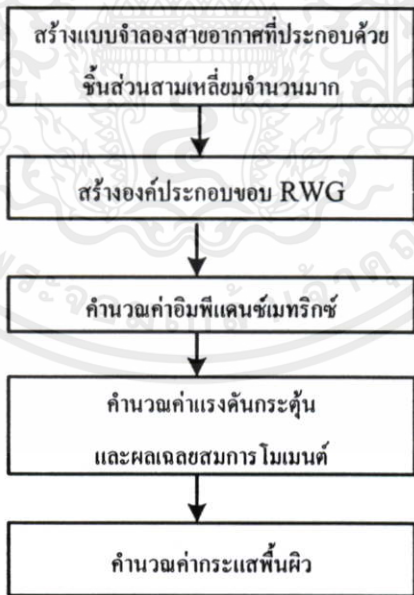 สร้างแบบจำลองสายอากาศที่ประกอบด้วย
ชิ้นส่วนสามเหลี่ยมจำนวนมาก
สร้างองค์ประกอบขอบ RWG
คำนวณค่าอิมพีแดนซ์เมทริกซ์
คำนวณค่าแรงดันกระตุ้น
และผลเฉลยสมการโมเมนต์
คำนวณค่ากระแสพื้นผิว